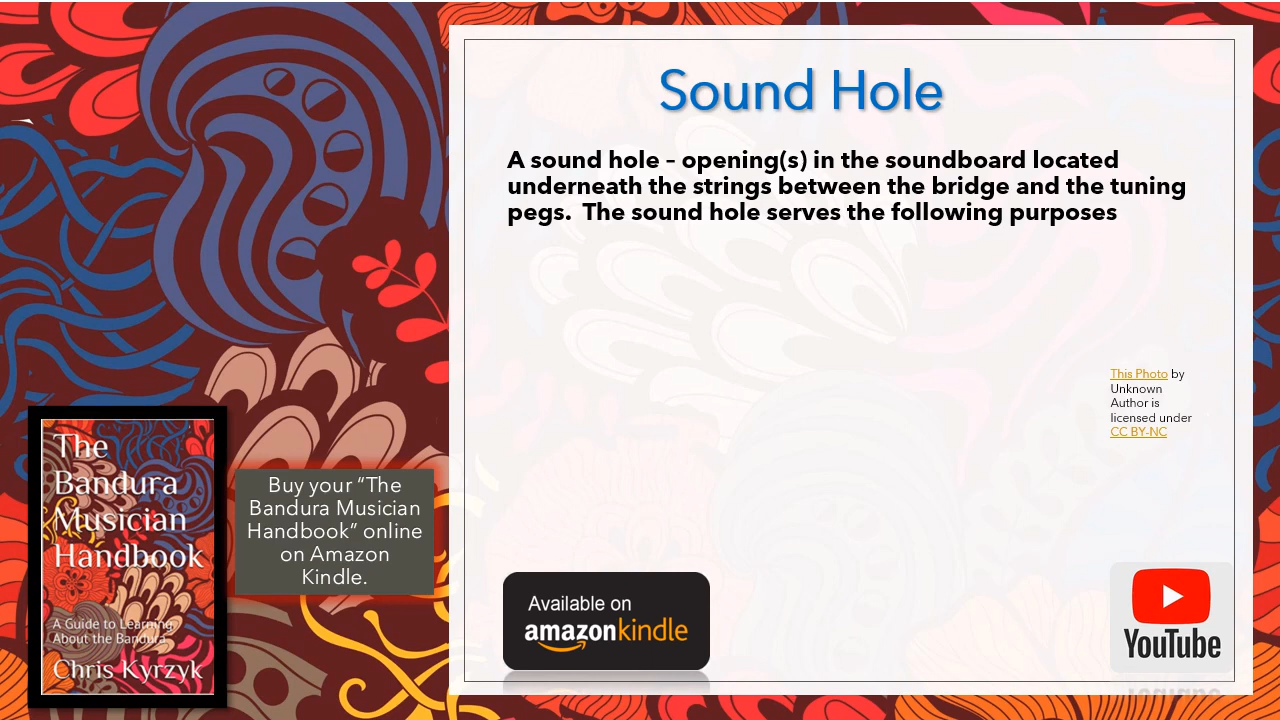 Sound Hole
A sound hole – opening(s) in the soundboard located
underneath the strings between the bridge and the tuning
pegs.  The sound hole serves the following purposes
This Photo by
Unknown
Author is
licensed under
CC BY-NC
The
Bandura
Musician
Handbook
A Guide to Learning
About the Bandura
Chris Kyrzyk
Buy your “The
Bandura Musician
Handbook” online
on Amazon
Kindle.
Available on
amazonkindle
YouTube